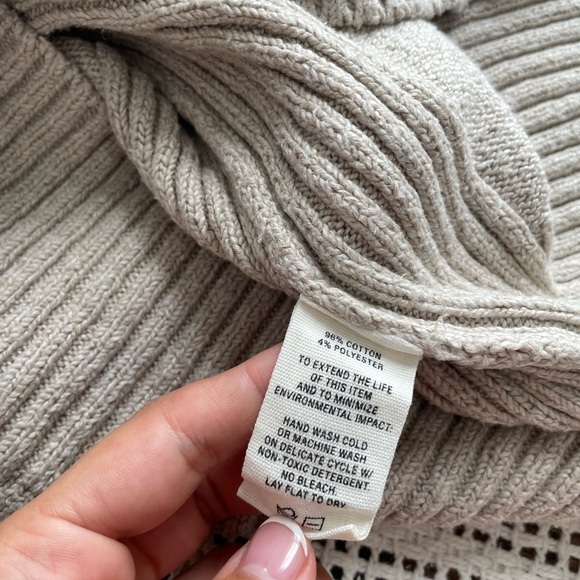 96% COTTON
4% POLYESTER
TO EXTEND THE LIFE
OF THIS ITEM
AND TO MINIMIZE
ENVIRONMENTAL IMPACT:
HAND WASH COLD
OR MACHINE WASH
ON DELICATE CYCLE W/
NON-TOXIC DETERGENT.
NO BLEACH.
LAY FLAT TO DRY